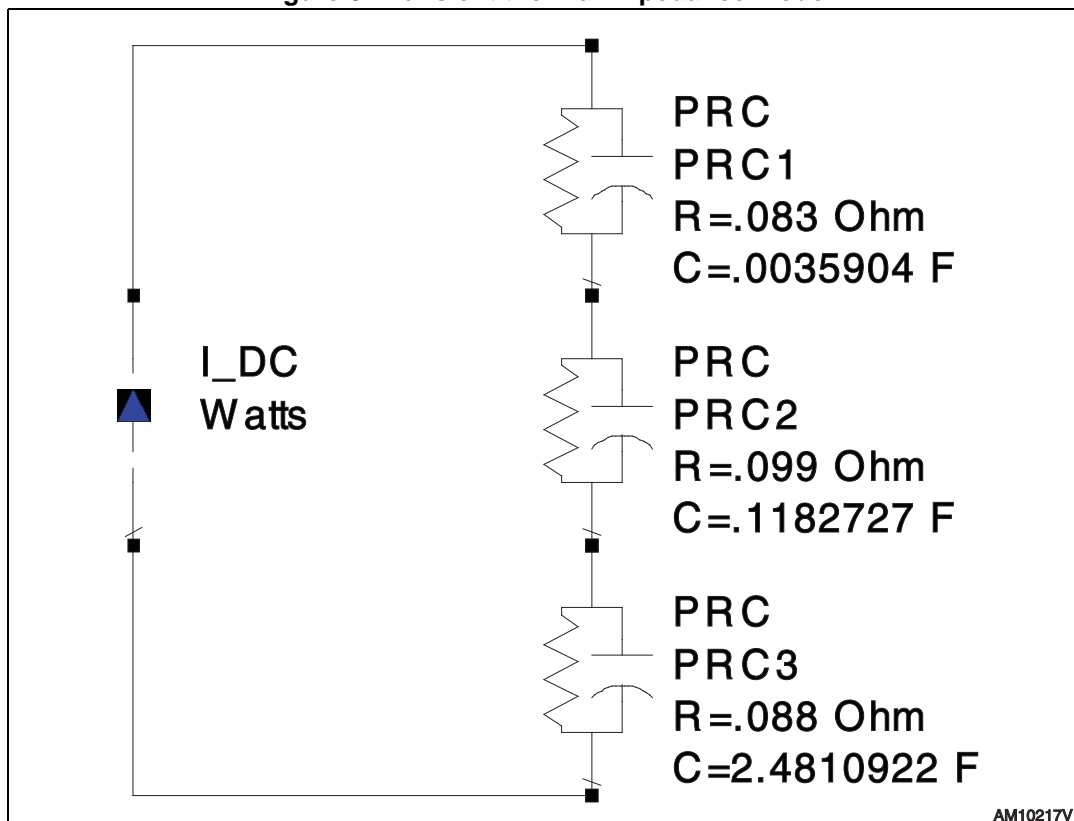 PRC
PRC1
R=.083 Ohm
C=.0035904 F
I_DC
Watts
PRC
PRC2
R=.099 Ohm
C=.1182727 F
PRC
PRC3
R=.088 Ohm
C=2.4810922 F
AM10217V